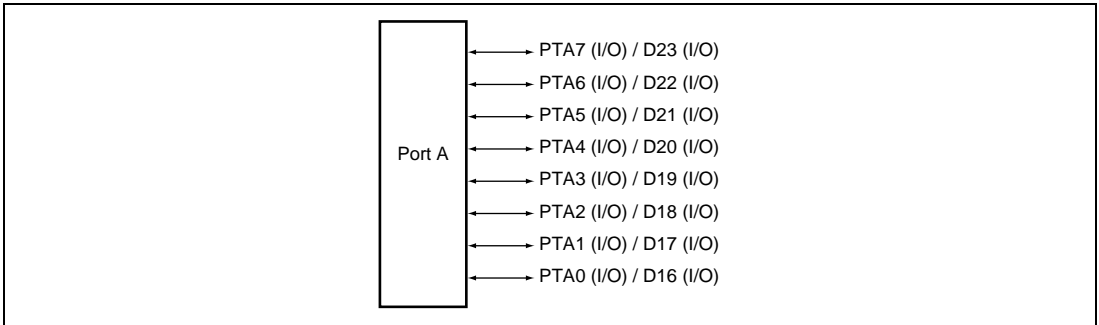 PTA7 (I/O) / D23 (I/O)
PTA6 (I/O) / D22 (I/O)
PTA5 (I/O) / D21 (I/O)
Port A
PTA4 (I/O) / D20 (I/O)
PTA3 (I/O) / D19 (I/O)
PTA2 (I/O) / D18 (I/O)
PTA1 (I/O) / D17 (I/O)
PTA0 (I/O) / D16 (I/O)